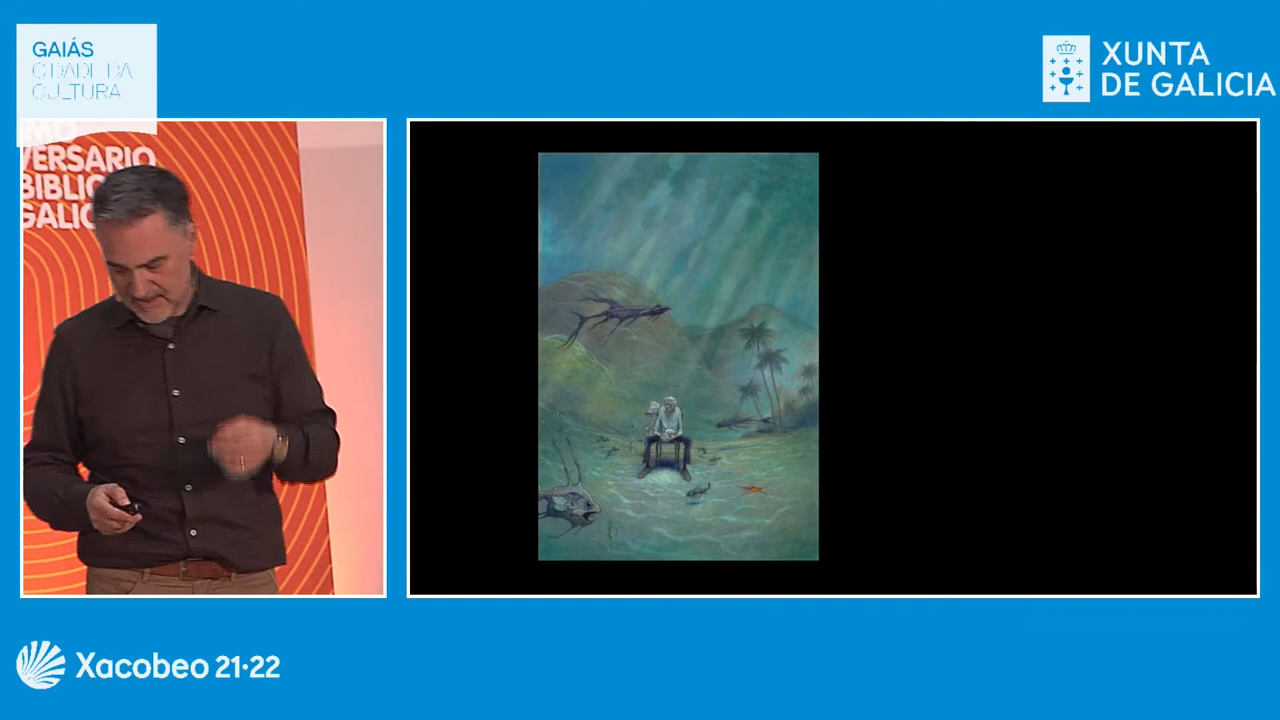 GAIÁS
CIDADE DA
CULTURA
XUNTA
DE GALICIA
VERSARIO
BIBLIO
GALIC
Xacobeo 21·22